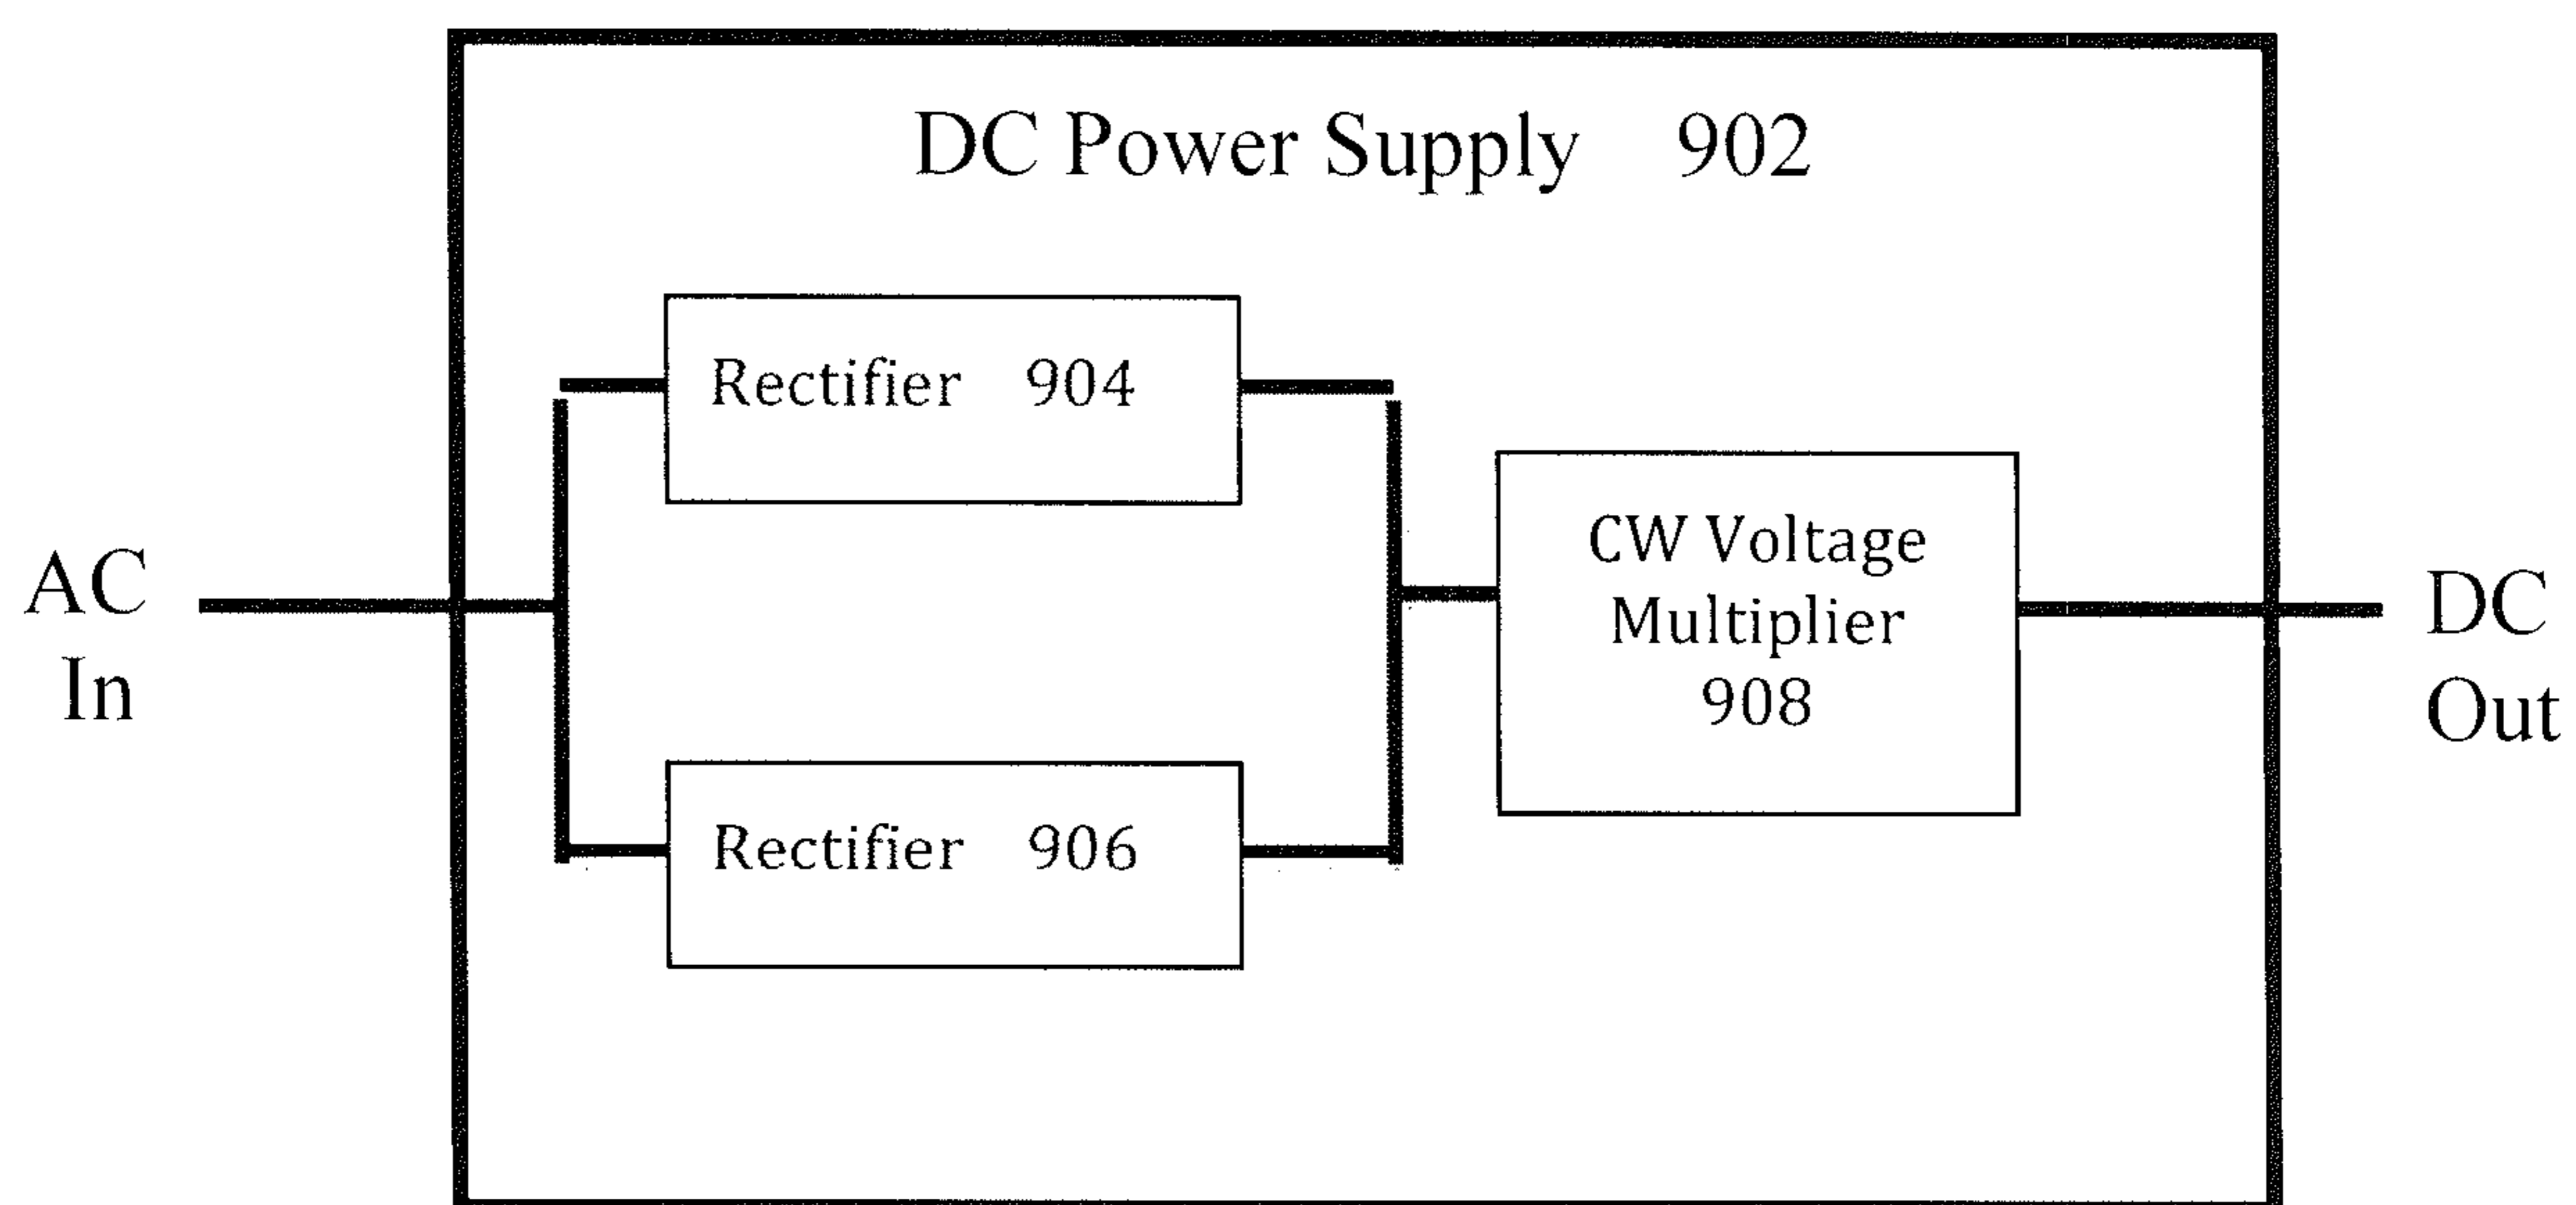 DC Power Supply 902
Rectifier 904
AC
In
CW Voltage
Multiplier
908
DC
Out
Rectifier 906